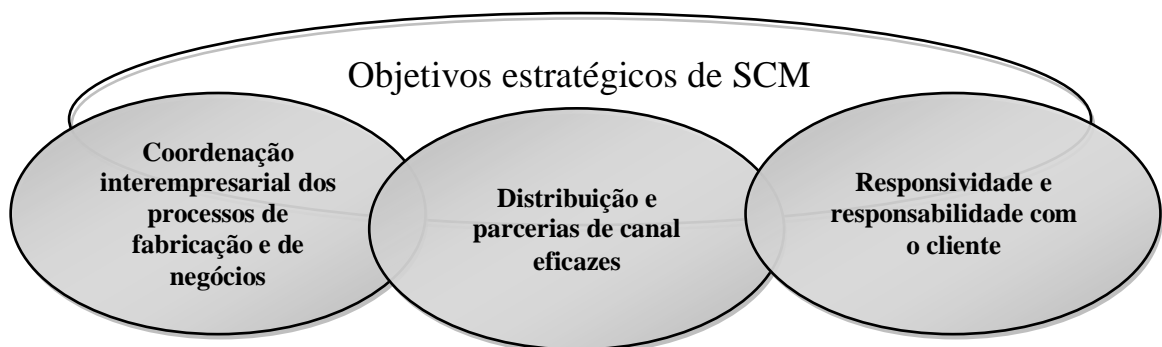 Objetivos estratégicos de SCM
Coordenação
interempresarial dos
processos de
fabricação e de
negócios
Distribuição e
parcerias de canal
eficazes
Responsividade e
responsabilidade com
o cliente